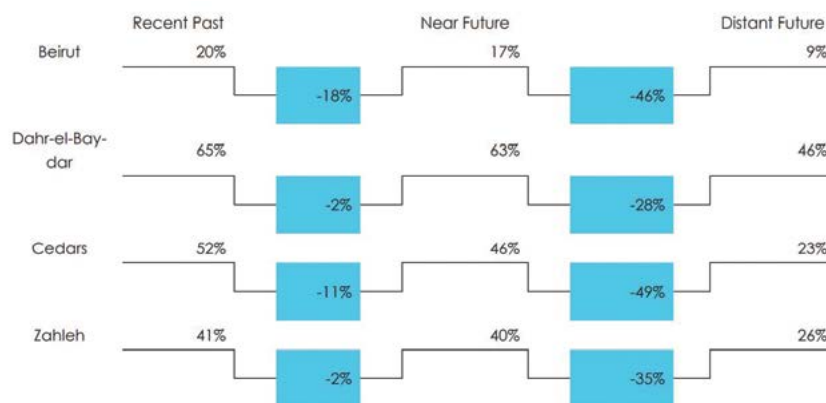 Recent Past Near Future Distant Future
Beirut 20% 17% 9%
-18% -46%
Dahr-el-Bay-
dar 65% 63% 46%
-2% -28%
Cedars 52% 46% 23%
-11% -49%
Zahleh 41% 40% 26%
-2% -35%